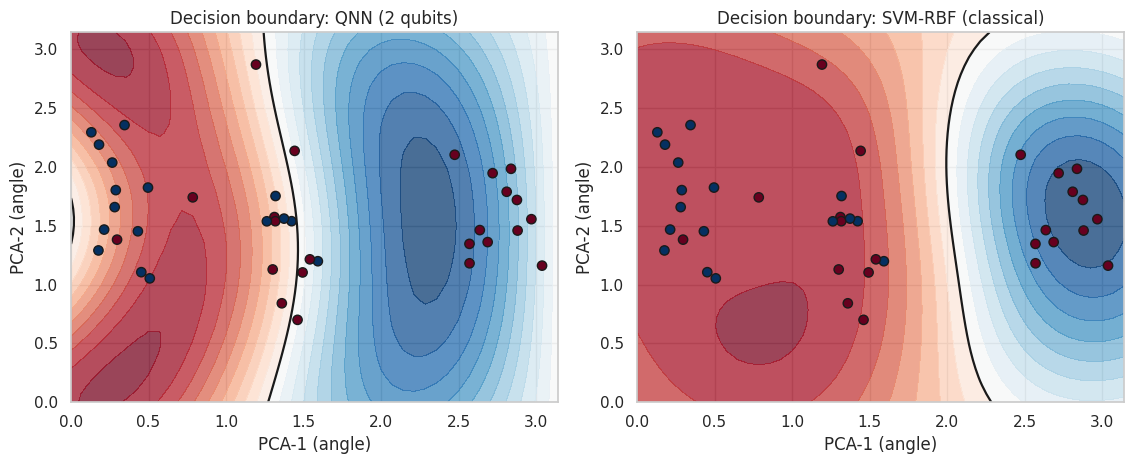 Decision boundary: QNN (2 qubits)
3.0
2.5
2.0
1.5
1.0
0.5
0.0
PCA-2 (angle)
0.0 0.5 1.0 1.5 2.0 2.5 3.0
PCA-1 (angle)
Decision boundary: SVM-RBF (classical)
3.0
2.5
2.0
1.5
1.0
0.5
0.0
PCA-2 (angle)
0.0 0.5 1.0 1.5 2.0 2.5 3.0
PCA-1 (angle)